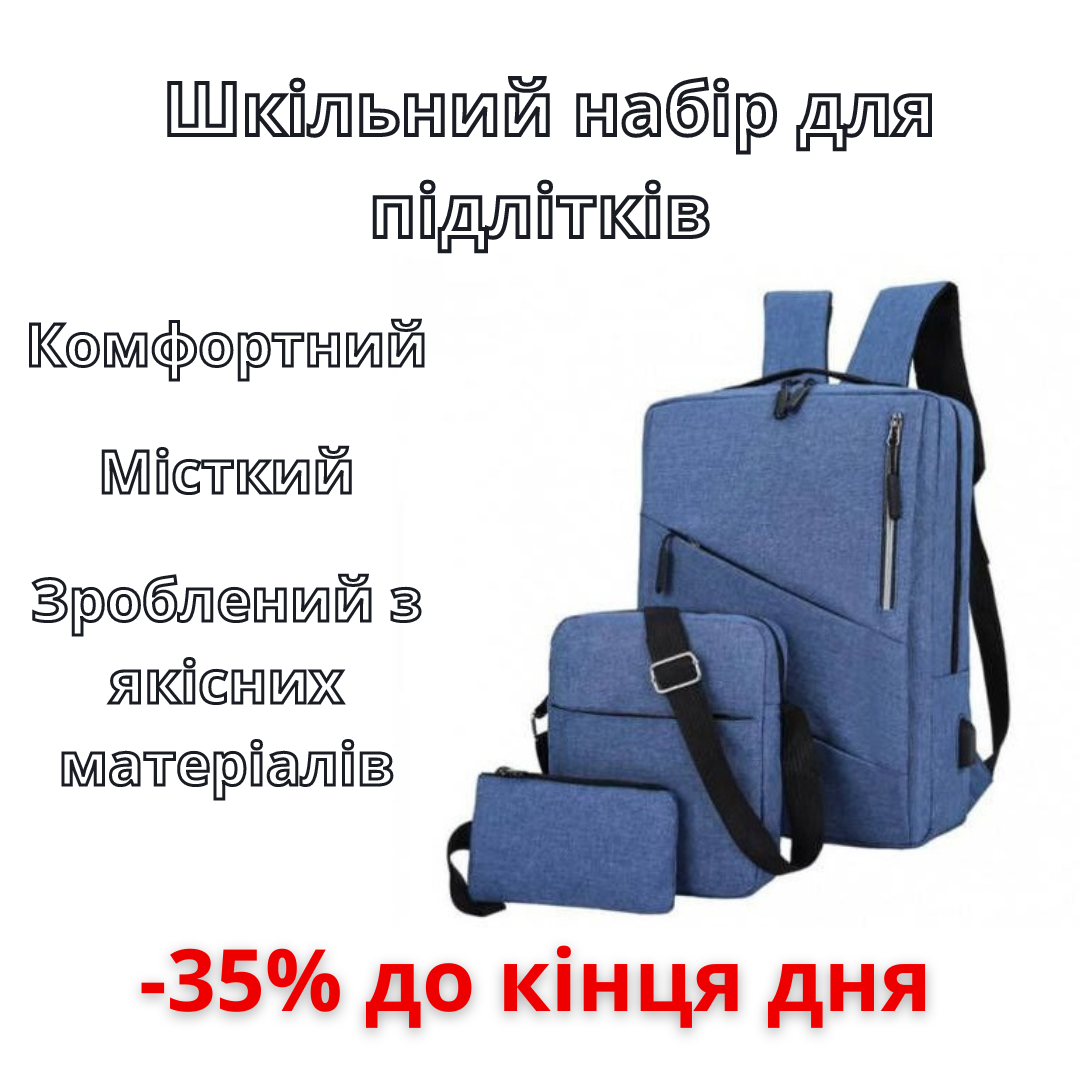 Шкільний набір для
підлітків
Комфортний
Місткий
Зроблений з
якісних
матеріалів
-35% до кінця дня